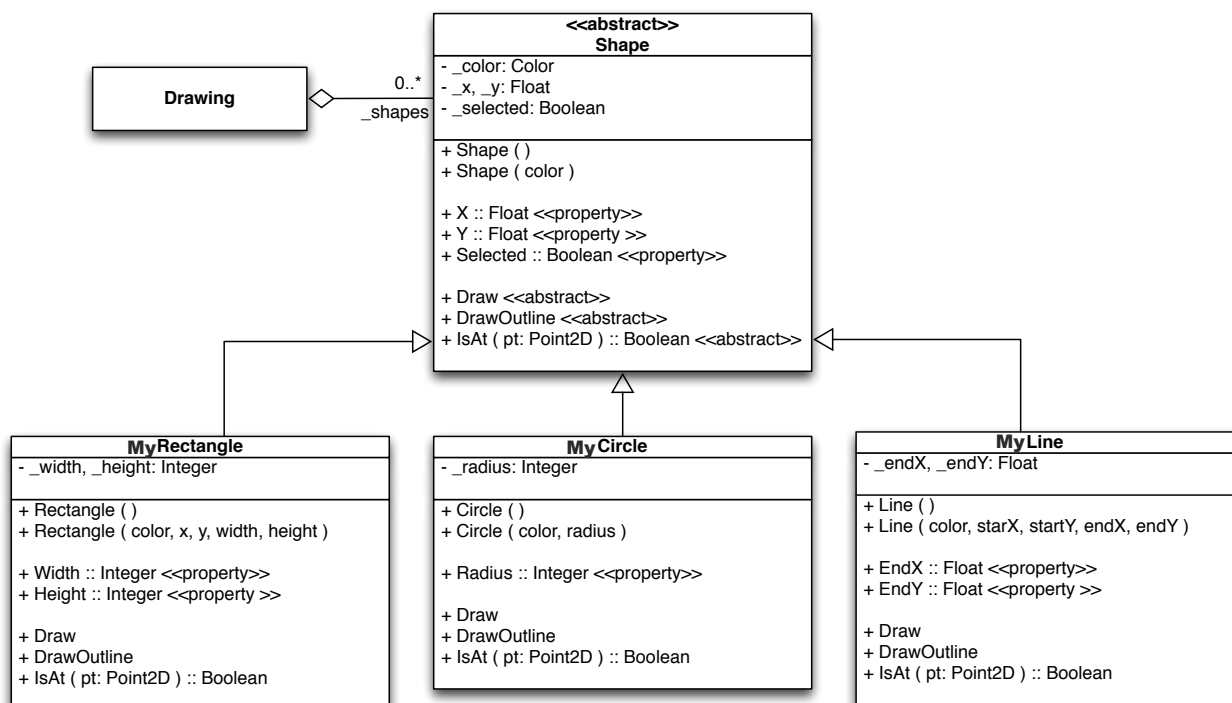 <<abstract>>
Shape
- _color: Color
- _x, _y: Float
- _selected: Boolean
+ Shape ( )
+ Shape ( color )
+ X :: Float <<property>>
+ Y :: Float <<property >>
+ Selected :: Boolean <<property>>
+ Draw <<abstract>>
+ DrawOutline <<abstract>>
+ IsAt ( pt: Point2D ) :: Boolean <<abstract>>
Drawing
0..*
_shapes
MyRectangle
- _width, _height: Integer
+ Rectangle ( )
+ Rectangle ( color, x, y, width, height )
+ Width :: Integer <<property>>
+ Height :: Integer <<property >>
+ Draw
+ DrawOutline
+ IsAt ( pt: Point2D ) :: Boolean
MyCircle
- _radius: Integer
+ Circle ( )
+ Circle ( color, radius )
+ Radius :: Integer <<property>>
+ Draw
+ DrawOutline
+ IsAt ( pt: Point2D ) :: Boolean
MyLine
- _endX, _endY: Float
+ Line ( )
+ Line ( color, starX, startY, endX, endY )
+ EndX :: Float <<property>>
+ EndY :: Float <<property >>
+ Draw
+ DrawOutline
+ IsAt ( pt: Point2D ) :: Boolean